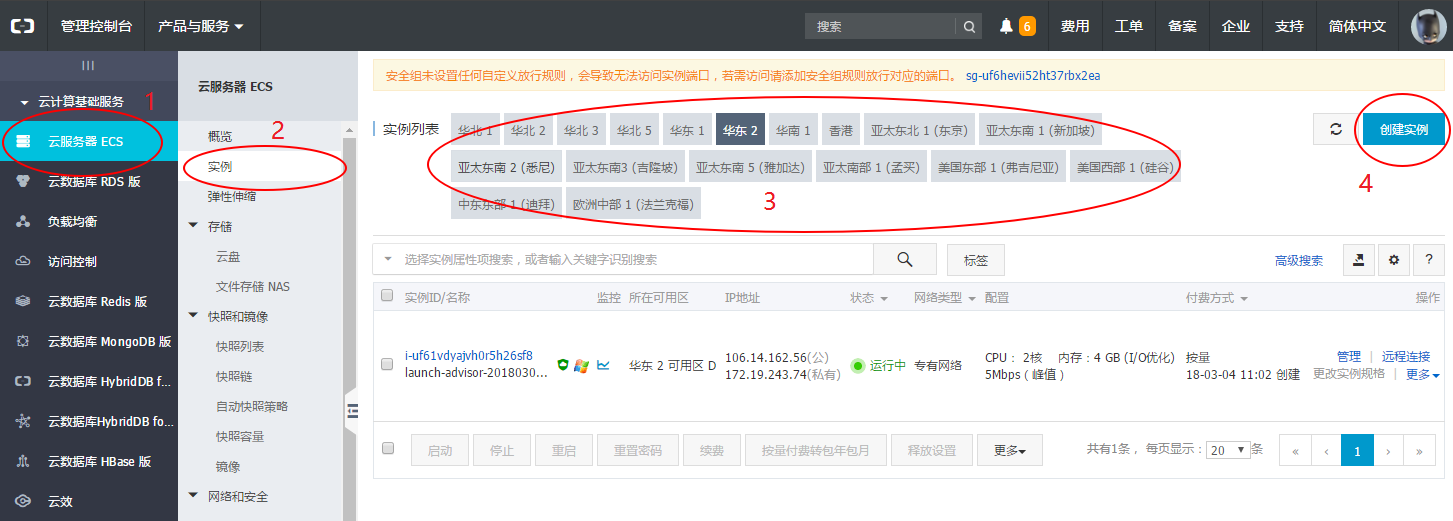 管理控制台 产品与服务 搜索 6 费用 工单 备案 企业 支持 简体中文
云计算基础服务 1
云服务器 ECS
云数据库 RDS 版
负载均衡
访问控制
云数据库 Redis 版
云数据库 MongoDB 版
云数据库 HybridDB f...
云数据库HybridDB fo...
云数据库 HBase 版
云效
云服务器 ECS
概览 2
实例
弹性伸缩
存储
云盘
文件存储 NAS
快照和镜像
快照列表
快照链
自动快照策略
快照容量
镜像
网络和安全
安全组未设置任何自定义放行规则，会导致无法访问实例端口，若需访问请添加安全组规则放行对应的端口。 sg-uf6hevii52ht37rbx2ea
实例列表 华北 1 华北 2 华北 3 华北 5 华东 1 华东 2 华南 1 香港 亚太东北 1 (东京) 亚太东南 1 (新加坡) 创建实例
亚太东南 2 (悉尼) 亚太东南3 (吉隆坡) 亚太东南 5 (雅加达) 亚太南部 1 (孟买) 美国东部 1 (弗吉尼亚) 美国西部 1 (硅谷) 4
中东东部 1 (迪拜) 欧洲中部 1 (法兰克福) 3
选择实例属性项搜索，或者输入关键字识别搜索 标签 高级搜索 ?
实例ID/名称 监控 所在可用区 IP地址 状态 网络类型 配置 付费方式 操作
i-uf61vdyajvh0r5h26sf8 106.14.162.56(公) CPU： 2核 内存：4 GB (I/O优化) 按量 管理 | 远程连接
华东 2 可用区 D 运行中 专有网络
launch-advisor-2018030... 172.19.243.74(私有) 5Mbps（峰值） 18-03-04 11:02 创建 更改实例规格 | 更多
启动 停止 重启 重置密码 续费 按量付费转包年包月 释放设置 更多 共有1条， 每页显示：20 条 « ‹ 1 › »